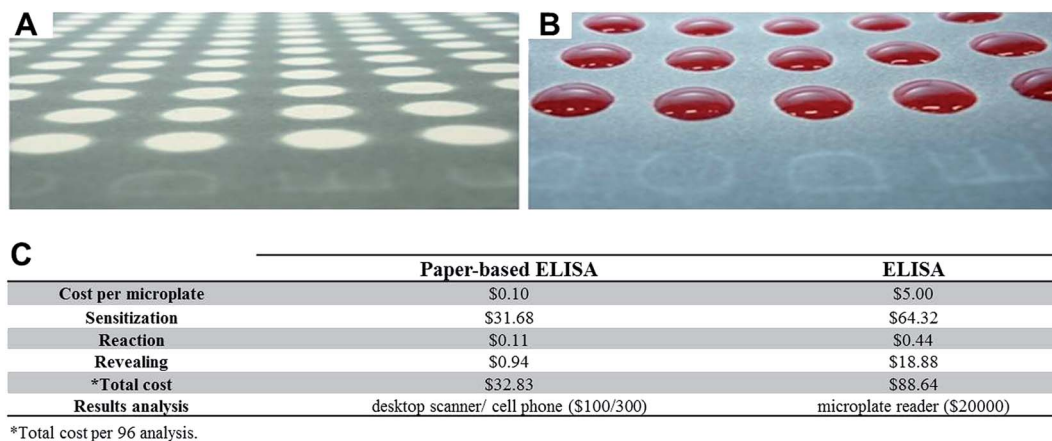 A
B
C
Paper-based ELISA ELISA
Cost per microplate $0.10 $5.00
Sensitization $31.68 $64.32
Reaction $0.11 $0.44
Revealing $0.94 $18.88
*Total cost $32.83 $88.64
Results analysis desktop scanner/ cell phone ($100/300) microplate reader ($20000)
*Total cost per 96 analysis.